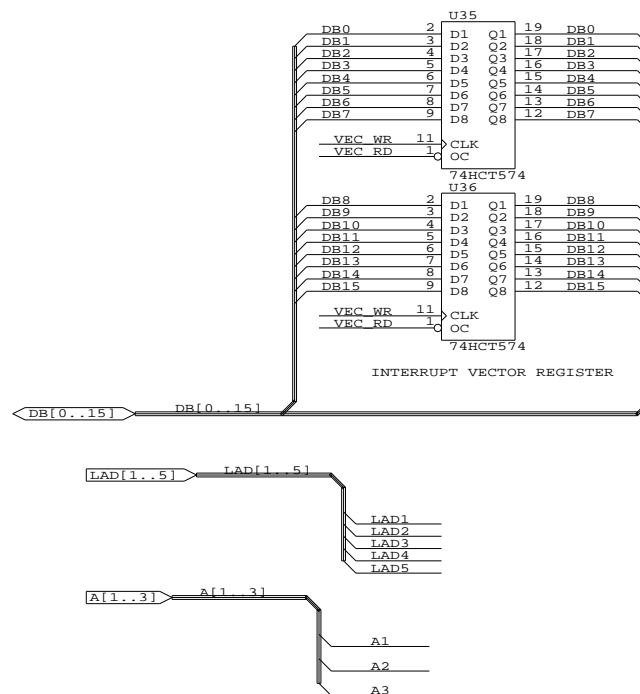 U35
DB0 2 D1 Q1 19 DB0
DB1 3 D2 Q2 18 DB1
DB2 4 D3 Q3 17 DB2
DB3 5 D4 Q4 16 DB3
DB4 6 D5 Q5 15 DB4
DB5 7 D6 Q6 14 DB5
DB6 8 D7 Q7 13 DB6
DB7 9 D8 Q8 12 DB7
VEC_WR 11 CLK
VEC_RD 1 OC
74HCT574
U36
DB8 2 D1 Q1 19 DB8
DB9 3 D2 Q2 18 DB9
DB10 4 D3 Q3 17 DB10
DB11 5 D4 Q4 16 DB11
DB12 6 D5 Q5 15 DB12
DB13 7 D6 Q6 14 DB13
DB14 8 D7 Q7 13 DB14
DB15 9 D8 Q8 12 DB15
VEC_WR 11 CLK
VEC_RD 1 OC
74HCT574
INTERRUPT VECTOR REGISTER
DB[0..15] DB[0..15]
LAD[1..5] LAD[1..5]
LAD1
LAD2
LAD3
LAD4
LAD5
A[1..3] A[1..3]
A1
A2
A3